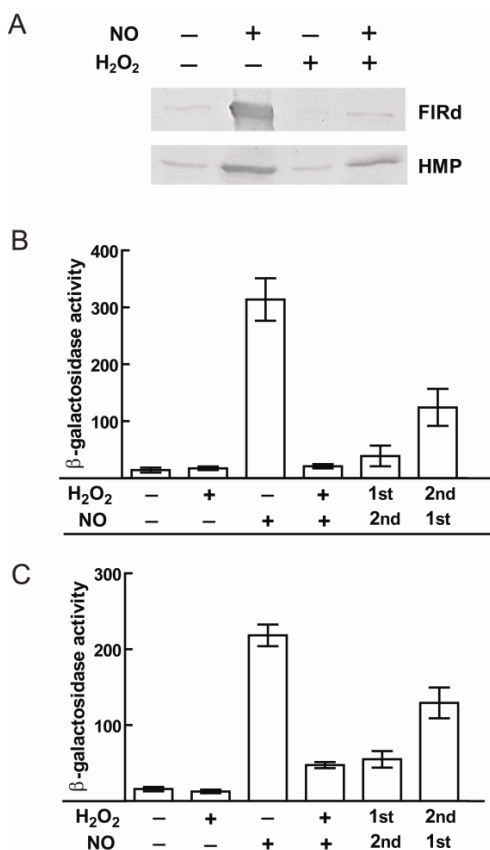 A
NO – + – +
H₂O₂ – – + +
FlRd
HMP
B
β-galactosidase activity
400
300
200
100
H₂O₂ – + – + 1st 2nd
NO – – + + 2nd 1st
C
β-galactosidase activity
300
200
100
H₂O₂ – + – + 1st 2nd
NO – – + + 2nd 1st